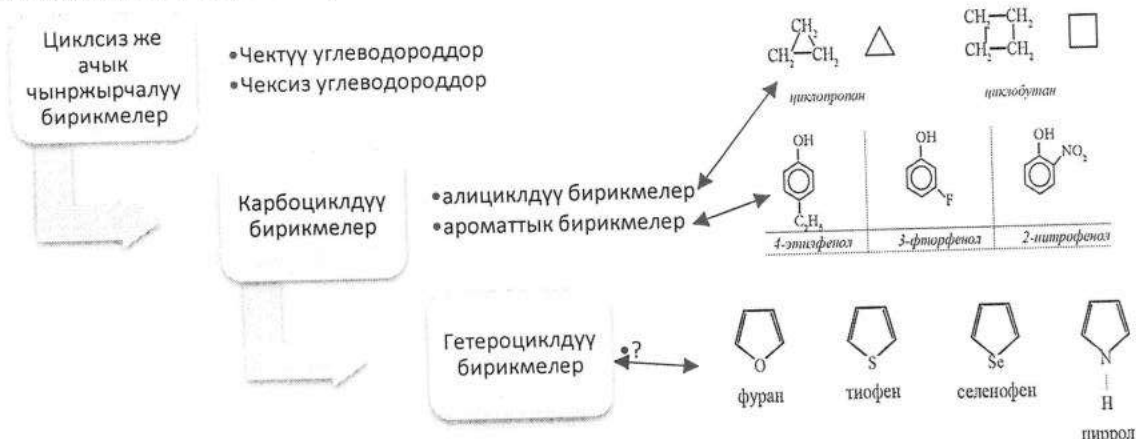 Циклсиз же
ачык
чынржырчалуу
бирикмелер
•Чектүү углеводороддор
•Чексиз углеводороддор
CH₂
CH₂ CH₂
циклопропан
CH₂—CH₂
CH₂—CH₂
циклобутан
Карбоциклдүү
бирикмелер
•алициклдүү бирикмелер
•ароматтык бирикмелер
OH
C₂H₅
4-этилфенол
OH
F
3-фторфенол
OH
NO₂
2-нитрофенол
Гетероциклдүү
бирикмелер
•?
O
фуран
S
тиофен
Se
селенофен
N
H
пиррол